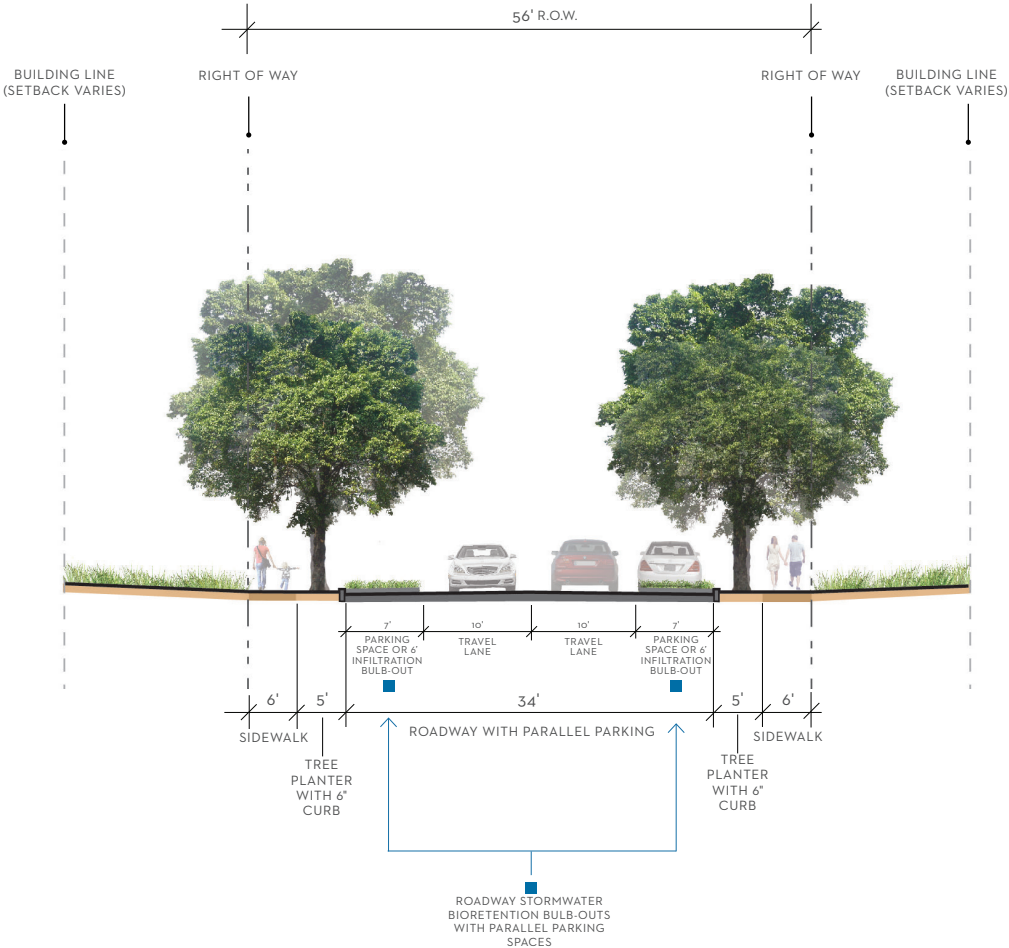 56' R.O.W.
BUILDING LINE
(SETBACK VARIES)
RIGHT OF WAY
RIGHT OF WAY
BUILDING LINE
(SETBACK VARIES)
7'
PARKING
SPACE OR 6'
INFILTRATION
BULB-OUT
10'
TRAVEL
LANE
10'
TRAVEL
LANE
7'
PARKING
SPACE OR 6'
INFILTRATION
BULB-OUT
6'
5'
34'
5'
6'
SIDEWALK
TREE
PLANTER
WITH 6"
CURB
ROADWAY WITH PARALLEL PARKING
TREE
PLANTER
WITH 6"
CURB
SIDEWALK
ROADWAY STORMWATER
BIORETENTION BULB-OUTS
WITH PARALLEL PARKING
SPACES